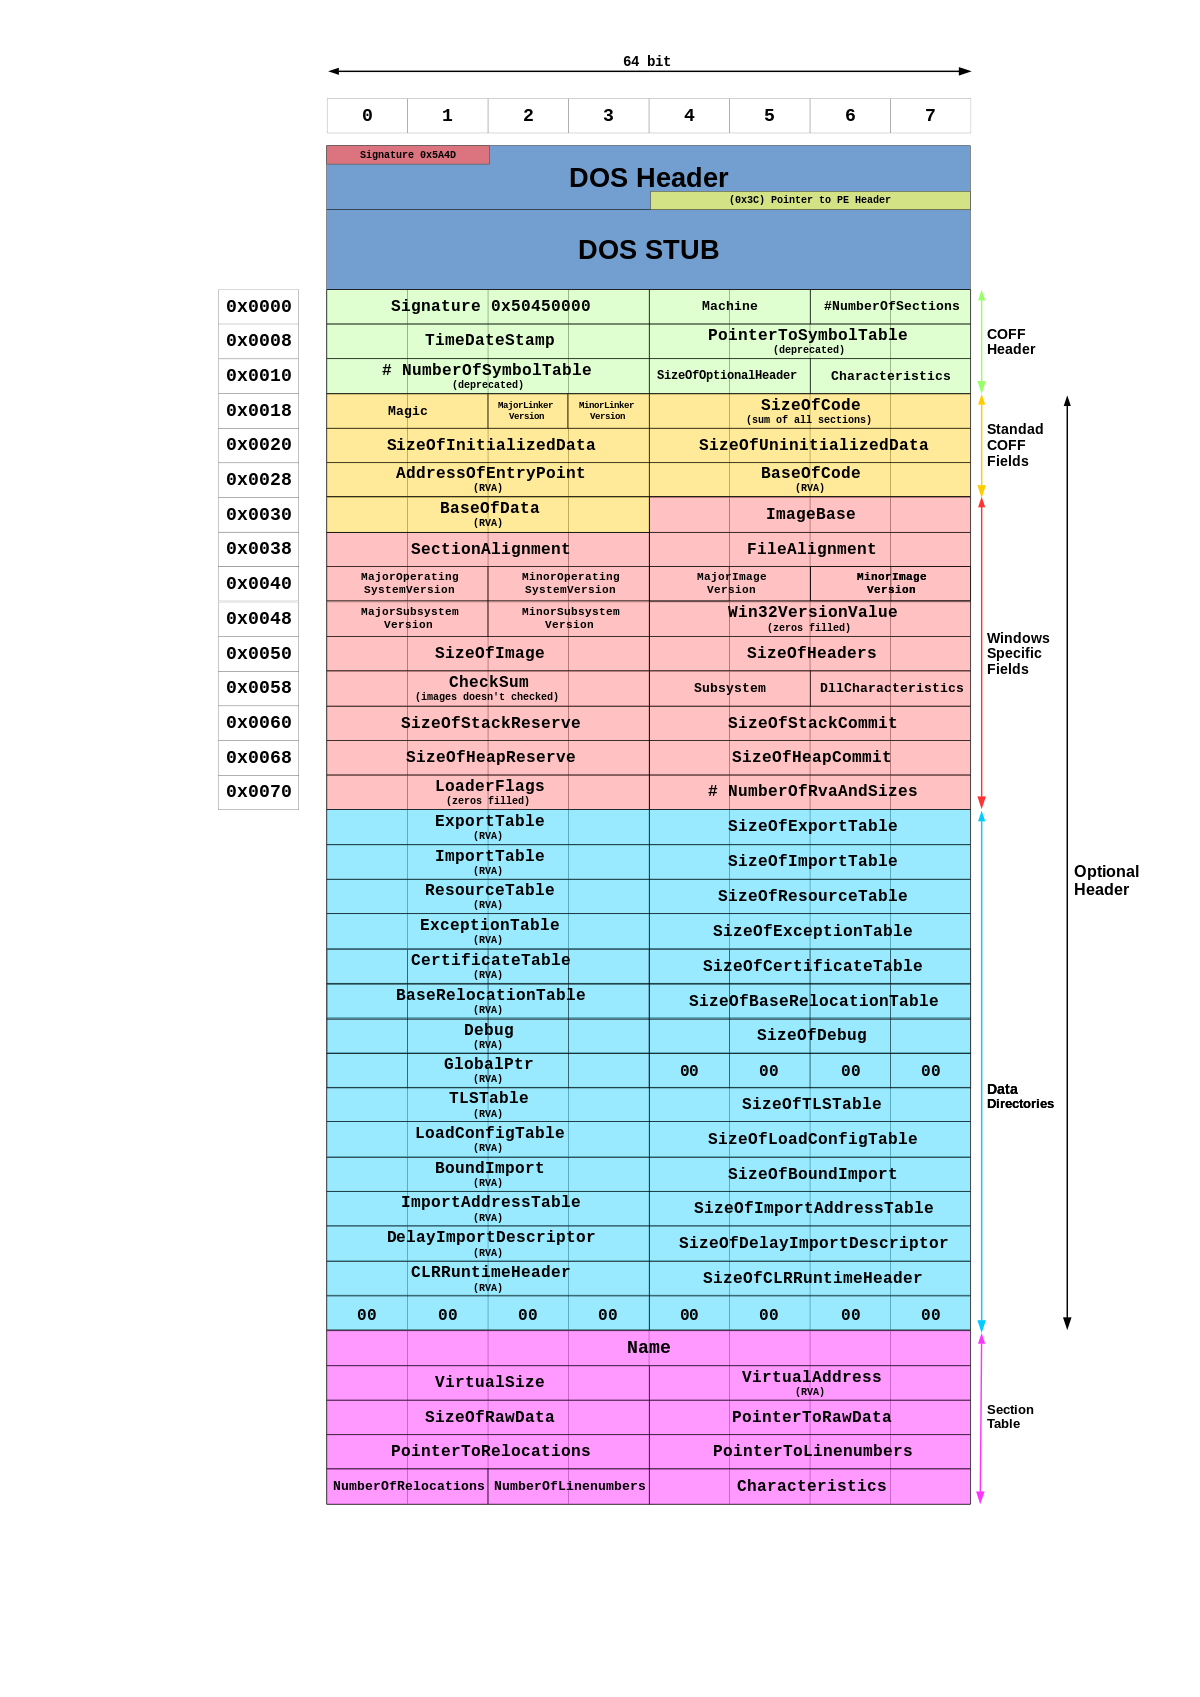 64 bit
0 1 2 3 4 5 6 7
Signature 0x5A4D
DOS Header
(0x3C) Pointer to PE Header
DOS STUB
0x0000 Signature 0x50450000 Machine #NumberOfSections
0x0008 TimeDateStamp PointerToSymbolTable
(deprecated)
0x0010 # NumberOfSymbolTable
(deprecated)
SizeOfOptionalHeader Characteristics
COFF
Header
0x0018 Magic MajorLinker
Version
MinorLinker
Version
SizeOfCode
(sum of all sections)
0x0020 SizeOfInitializedData SizeOfUninitializedData
0x0028 AddressOfEntryPoint
(RVA)
BaseOfCode
(RVA)
Standad
COFF
Fields
0x0030 BaseOfData
(RVA)
ImageBase
0x0038 SectionAlignment FileAlignment
0x0040 MajorOperating
SystemVersion
MinorOperating
SystemVersion
MajorImage
Version
MinorImage
Version
0x0048 MajorSubsystem
Version
MinorSubsystem
Version
Win32VersionValue
(zeros filled)
0x0050 SizeOfImage SizeOfHeaders
0x0058 CheckSum
(images doesn't checked)
Subsystem DllCharacteristics
0x0060 SizeOfStackReserve SizeOfStackCommit
0x0068 SizeOfHeapReserve SizeOfHeapCommit
0x0070 LoaderFlags
(zeros filled)
# NumberOfRvaAndSizes
Windows
Specific
Fields
ExportTable
(RVA)
SizeOfExportTable
ImportTable
(RVA)
SizeOfImportTable
ResourceTable
(RVA)
SizeOfResourceTable
ExceptionTable
(RVA)
SizeOfExceptionTable
CertificateTable
(RVA)
SizeOfCertificateTable
BaseRelocationTable
(RVA)
SizeOfBaseRelocationTable
Debug
(RVA)
SizeOfDebug
GlobalPtr
(RVA)
00 00 00 00
TLSTable
(RVA)
SizeOfTLSTable
LoadConfigTable
(RVA)
SizeOfLoadConfigTable
BoundImport
(RVA)
SizeOfBoundImport
ImportAddressTable
(RVA)
SizeOfImportAddressTable
DelayImportDescriptor
(RVA)
SizeOfDelayImportDescriptor
CLRRuntimeHeader
(RVA)
SizeOfCLRRuntimeHeader
00 00 00 00 00 00 00 00
Data
Directories
Optional
Header
Name
VirtualSize VirtualAddress
(RVA)
SizeOfRawData PointerToRawData
PointerToRelocations PointerToLinenumbers
NumberOfRelocations NumberOfLinenumbers Characteristics
Section
Table